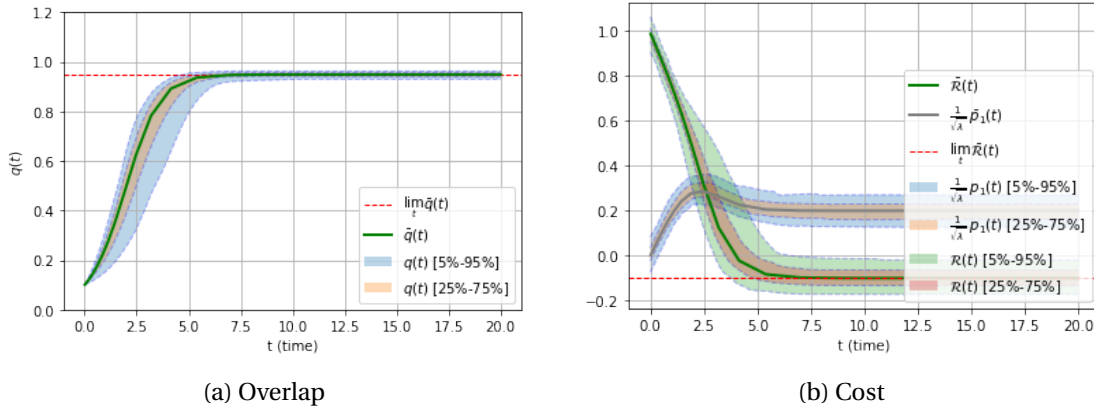 1.2
1.0
0.8
0.6
0.4
0.2
0.0
q(t)
0.0 2.5 5.0 7.5 10.0 12.5 15.0 17.5 20.0
t (time)
lim_t q̄(t)
q̄(t)
q(t) [5%-95%]
q(t) [25%-75%]
(a) Overlap
1.0
0.8
0.6
0.4
0.2
0.0
−0.2
0.0 2.5 5.0 7.5 10.0 12.5 15.0 17.5 20.0
t (time)
ℛ̄(t)
1/√λ p̄₁(t)
lim_t ℛ̄(t)
1/√λ p₁(t) [5%-95%]
1/√λ p₁(t) [25%-75%]
ℛ(t) [5%-95%]
ℛ(t) [25%-75%]
(b) Cost